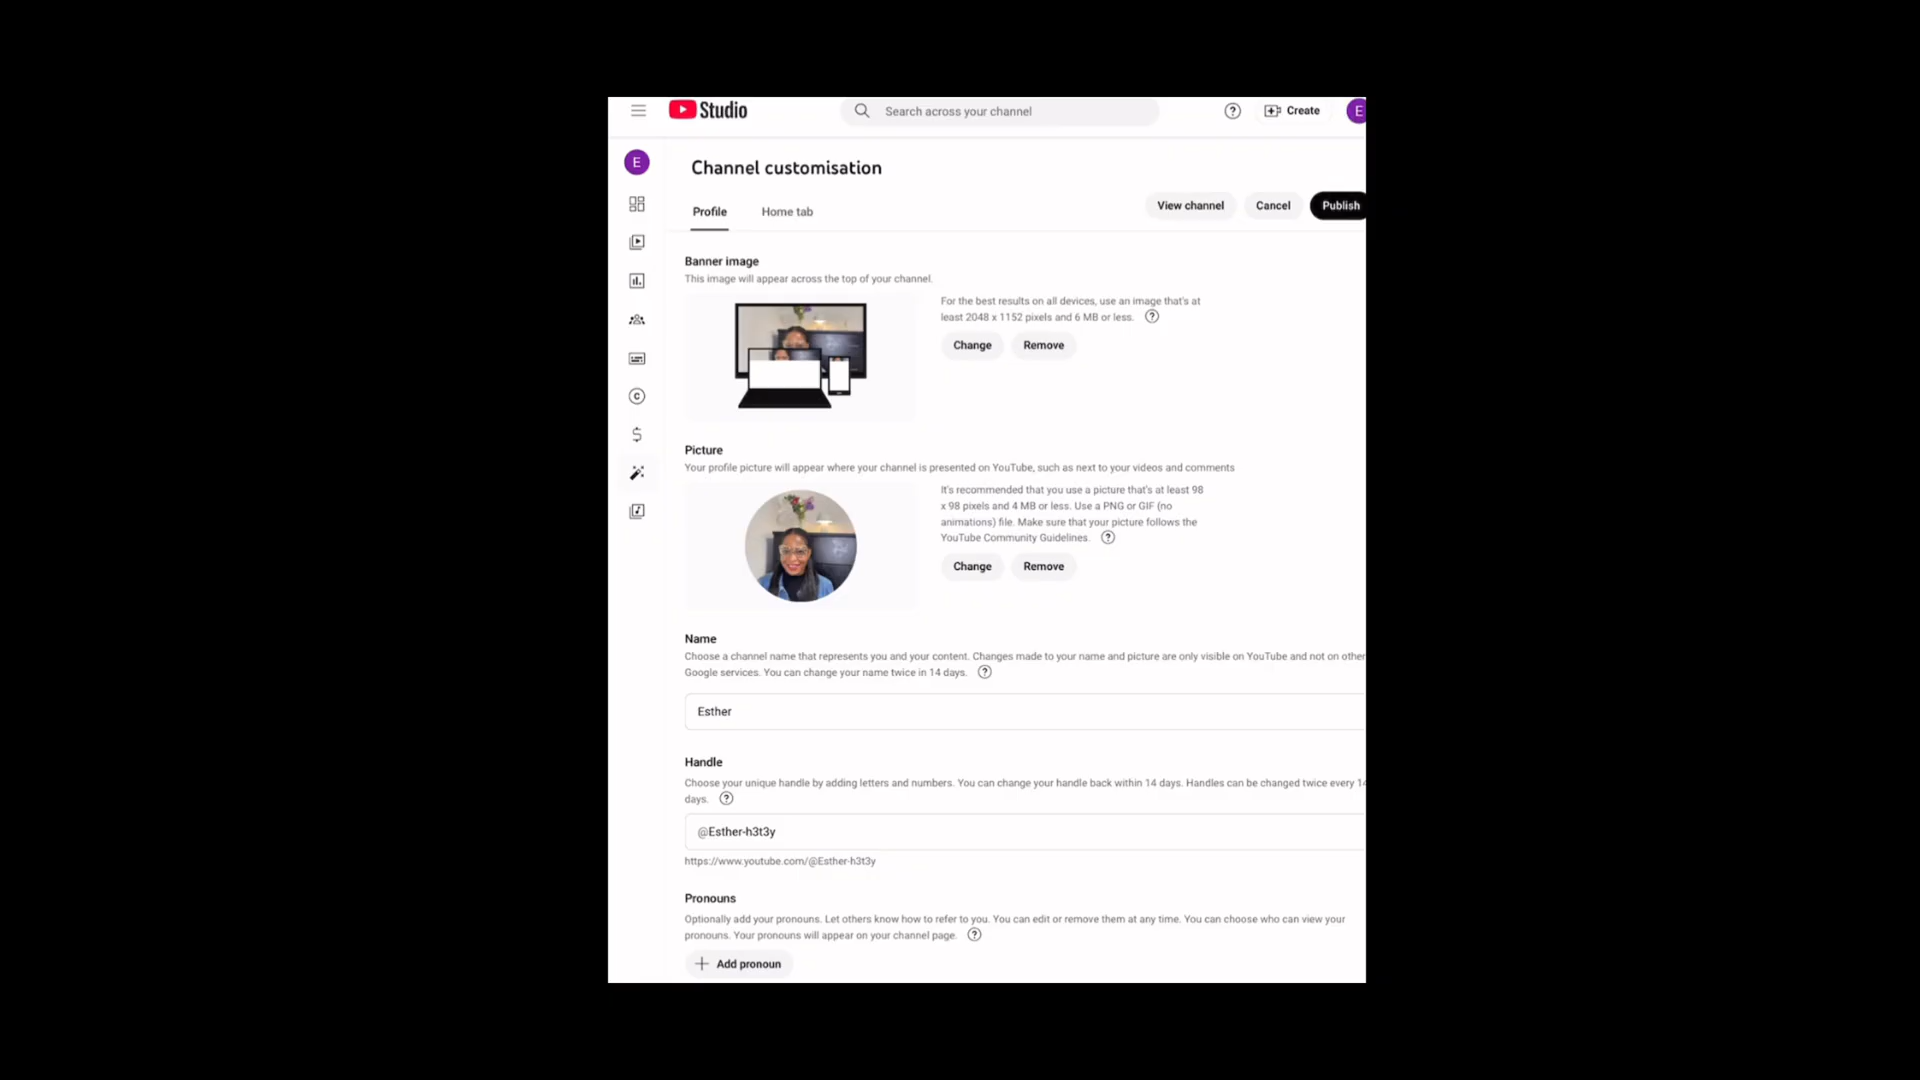 Studio
Search across your channel
Create
E
E
Channel customisation
Profile
Home tab
View channel
Cancel
Publish
Banner image
This image will appear across the top of your channel.
For the best results on all devices, use an image that's at
least 2048 x 1152 pixels and 6 MB or less.
Change
Remove
Picture
Your profile picture will appear where your channel is presented on YouTube, such as next to your videos and comments
It's recommended that you use a picture that's at least 98
x 98 pixels and 4 MB or less. Use a PNG or GIF (no
animations) file. Make sure that your picture follows the
YouTube Community Guidelines.
Change
Remove
Name
Choose a channel name that represents you and your content. Changes made to your name and picture are only visible on YouTube and not on other
Google services. You can change your name twice in 14 days.
Esther
Handle
Choose your unique handle by adding letters and numbers. You can change your handle back within 14 days. Handles can be changed twice every 14
days.
@Esther-h3t3y
https://www.youtube.com/@Esther-h3t3y
Pronouns
Optionally add your pronouns. Let others know how to refer to you. You can edit or remove them at any time. You can choose who can view your
pronouns. Your pronouns will appear on your channel page.
Add pronoun